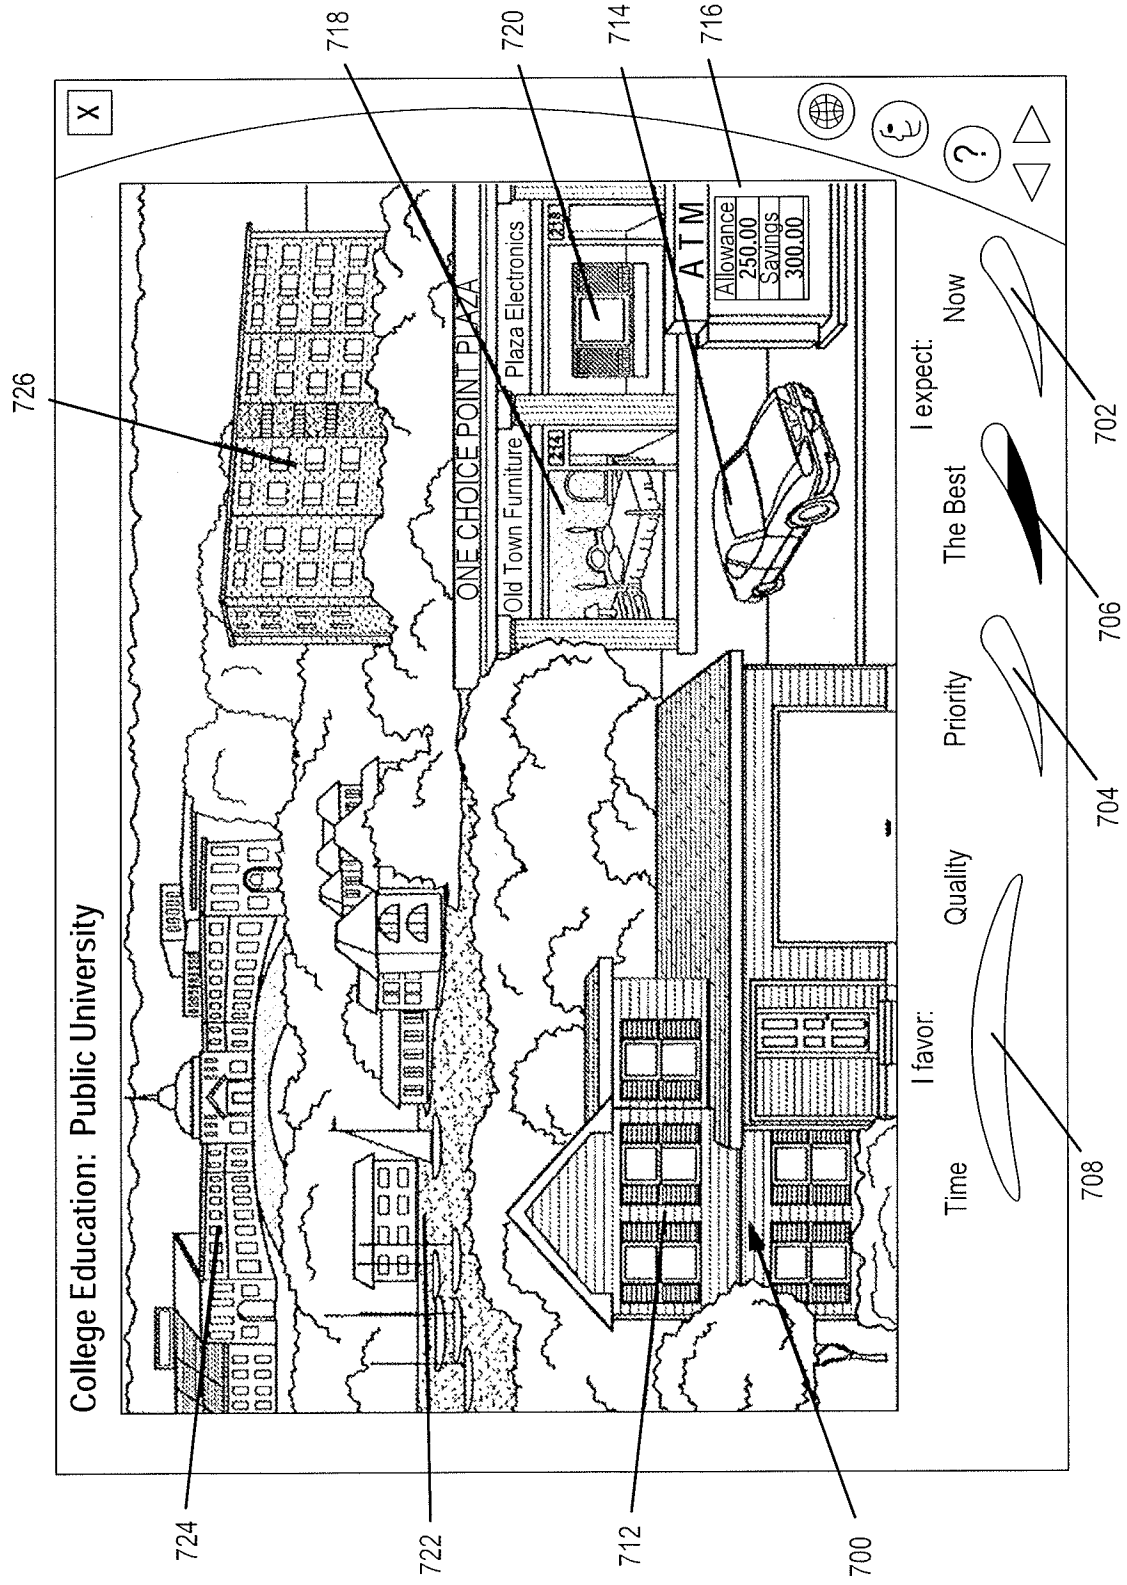 College Education: Public University
X
726
718
720
714
716
724
722
712
700
ONE CHOICE POINT PLAZA
Old Town Furniture
Plaza Electronics
214
218
ATM
Allowance
250.00
Savings
300.00
I favor:
I expect:
Time
Quality
Priority
The Best
Now
?
708
704
706
702